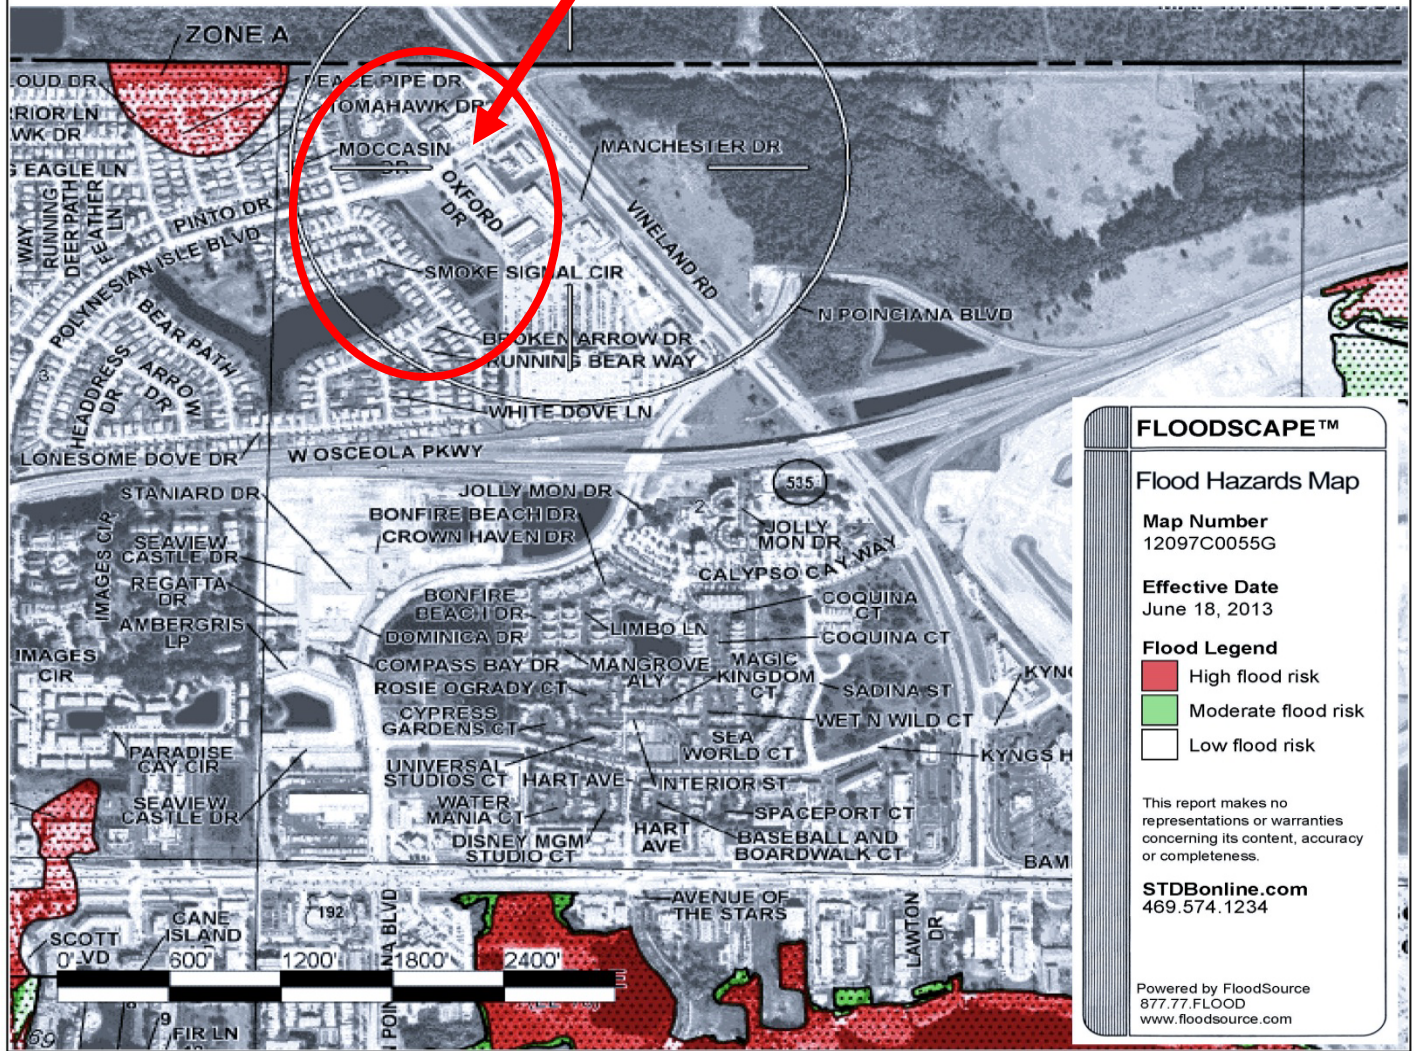 ZONE A
OUD DR
PEACE PIPE DR
TOMAHAWK DR
RRIOR LN
WK DR
MOCCASIN
DR
MANCHESTER DR
G EAGLE LN
OXFORD
DR
WAY
RUNNING
DEER PATH
FEATHER
LN
PINTO DR
VINELAND RD
POLYNESIAN ISLE BLVD
SMOKE SIGNAL CIR
BEAR PATH
N POINCIANA BLVD
BROKEN ARROW DR
RUNNING BEAR WAY
HEADDRESS
DR
ARROW
DR
3
WHITE DOVE LN
LONESOME DOVE DR
W OSCEOLA PKWY
STANIARD DR
JOLLY MON DR
535
2
BONFIRE BEACH DR
CROWN HAVEN DR
JOLLY
MON DR
IMAGES CIR
SEAVIEW
CASTLE DR
CALYPSO CAY WAY
REGATTA
DR
BONFIRE
BEACH DR
COQUINA
CT
AMBERGRIS
LP
DOMINICA DR
LIMBO LN
COQUINA CT
IMAGES
CIR
COMPASS BAY DR
MANGROVE
ALY
MAGIC
KINGDOM
CT
KYNG
ROSIE OGRADY CT
SADINA ST
CYPRESS
GARDENS CT
WET N WILD CT
SEA
WORLD CT
PARADISE
CAY CIR
KYNGS H
UNIVERSAL
STUDIOS CT
HART AVE
INTERIOR ST
SEAVIEW
CASTLE DR
WATER
MANIA CT
SPACEPORT CT
HART
AVE
DISNEY MGM
STUDIO CT
BASEBALL AND
BOARDWALK CT
BAM
AVENUE OF
THE STARS
192
CANE
ISLAND
LAWTON
DR
SCOTT
VD
0'
600'
1200'
1800'
2400'
9
FIR LN
69
FLOODSCAPE™
Flood Hazards Map
Map Number
12097C0055G
Effective Date
June 18, 2013
Flood Legend
High flood risk
Moderate flood risk
Low flood risk
This report makes no
representations or warranties
concerning its content, accuracy
or completeness.
STDBonline.com
469.574.1234
Powered by FloodSource
877.77.FLOOD
www.floodsource.com